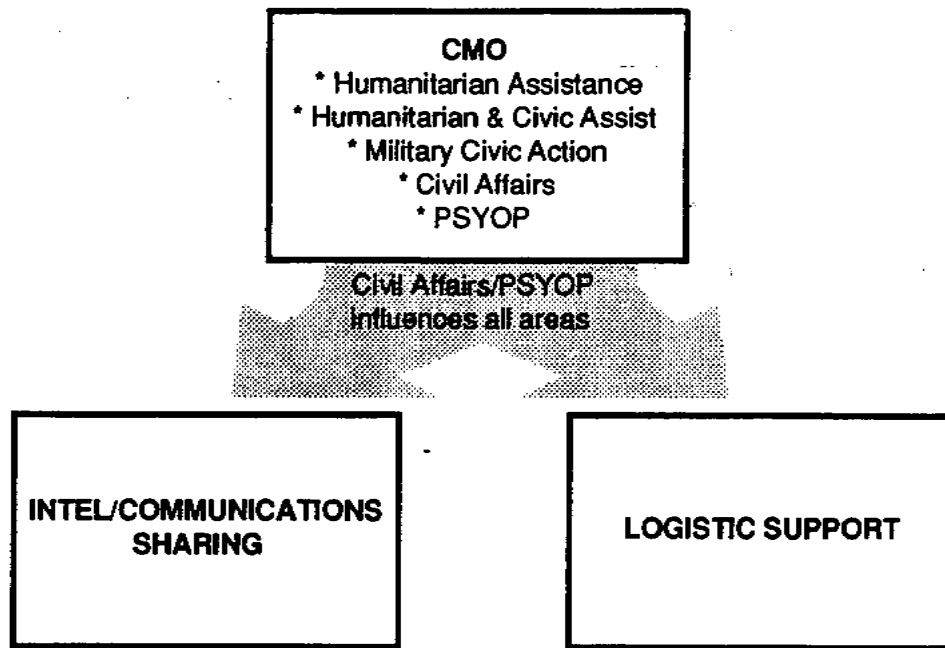 CMO
* Humanitarian Assistance
* Humanitarian & Civic Assist
* Military Civic Action
* Civil Affairs
* PSYOP
Civil Affairs/PSYOP
influences all areas
INTEL/COMMUNICATIONS
SHARING
LOGISTIC SUPPORT